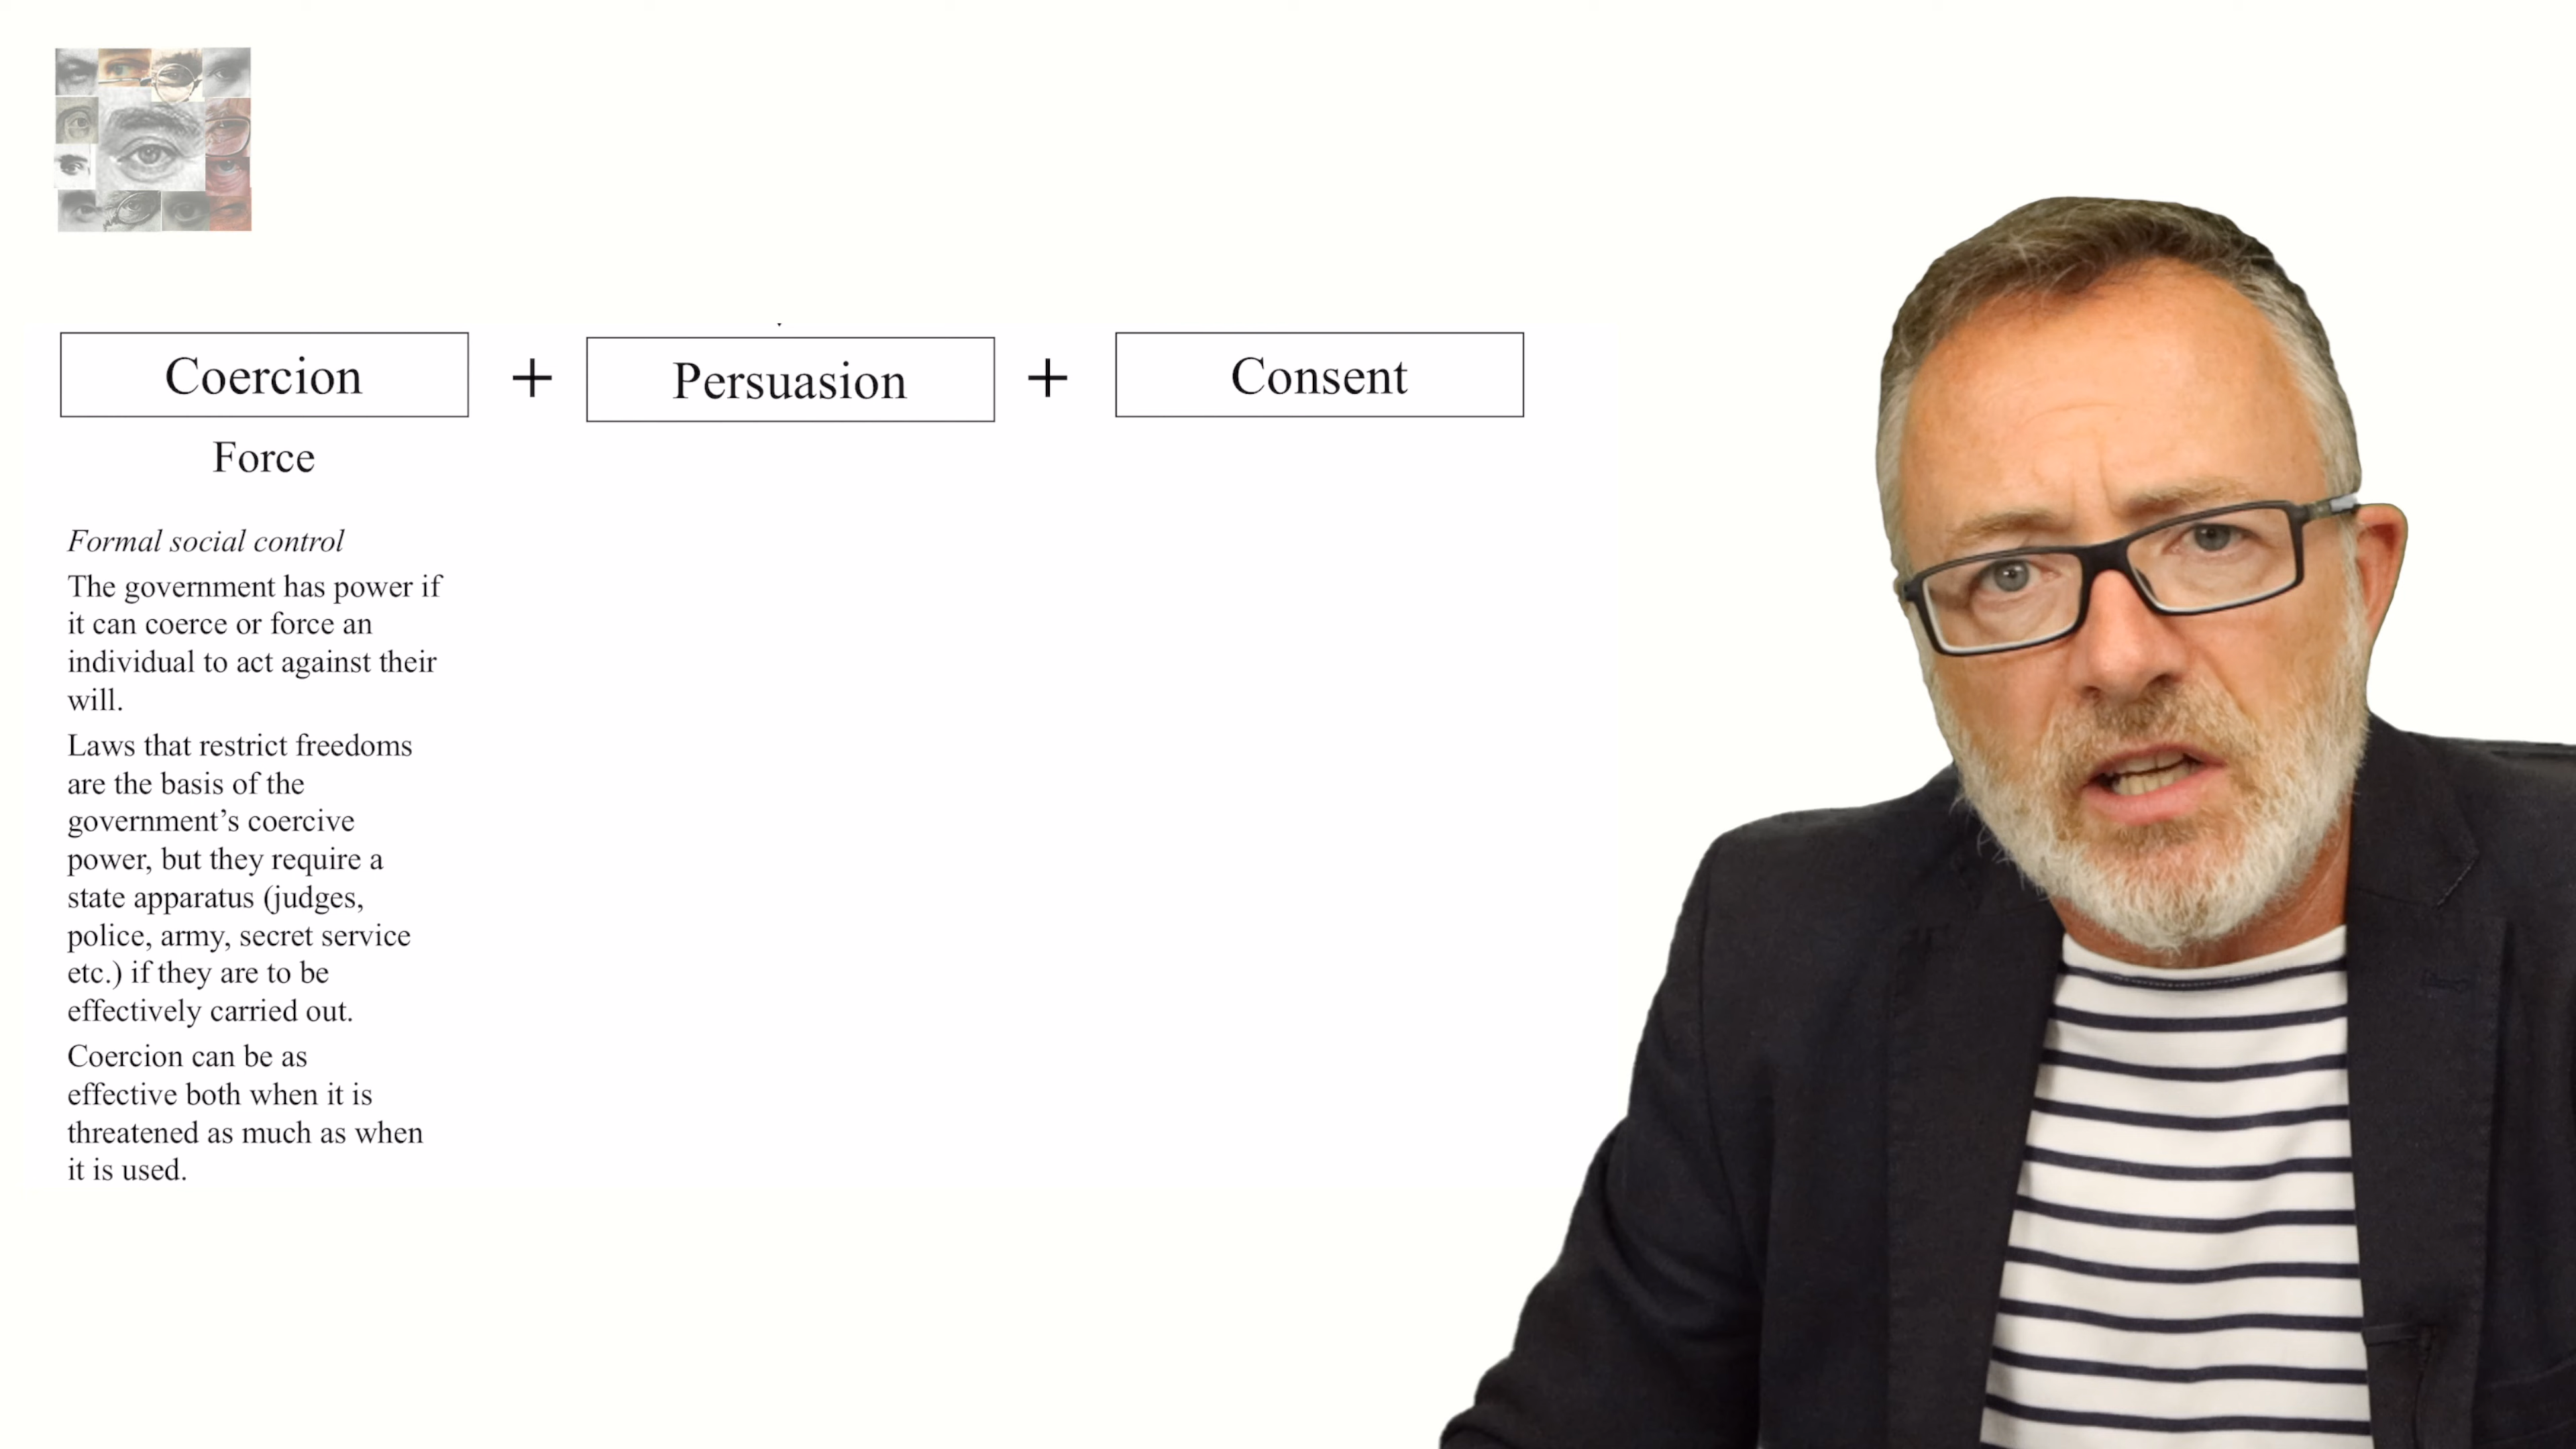 Coercion + Persuasion + Consent
Force
Formal social control
The government has power if
it can coerce or force an
individual to act against their
will.
Laws that restrict freedoms
are the basis of the
government’s coercive
power, but they require a
state apparatus (judges,
police, army, secret service
etc.) if they are to be
effectively carried out.
Coercion can be as
effective both when it is
threatened as much as when
it is used.